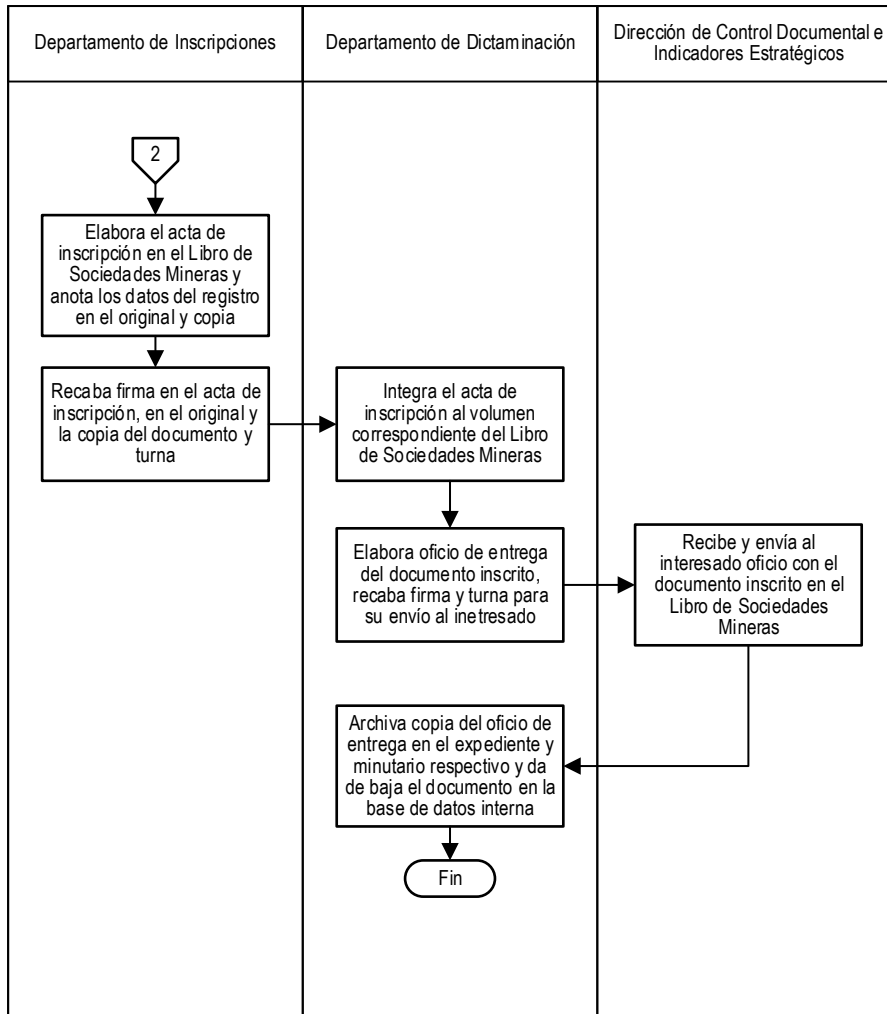 Departamento de Inscripciones
Departamento de Dictaminación
Dirección de Control Documental e
Indicadores Estratégicos
2
Elabora el acta de
inscripción en el Libro de
Sociedades Mineras y
anota los datos del registro
en el original y copia
Recaba firma en el acta de
inscripción, en el original y
la copia del documento y
turna
Integra el acta de
inscripción al volumen
correspondiente del Libro
de Sociedades Mineras
Elabora oficio de entrega
del documento inscrito,
recaba firma y turna para
su envío al inetresado
Recibe y envía al
interesado oficio con el
documento inscrito en el
Libro de Sociedades
Mineras
Archiva copia del oficio de
entrega en el expediente y
minutario respectivo y da
de baja el documento en la
base de datos interna
Fin